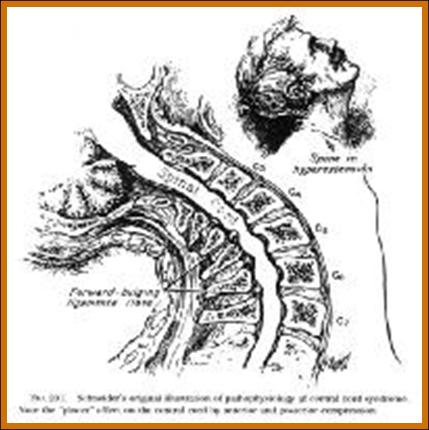 Spine in
hyperextension
Spinal cord
C3
C4
C5
C6
C7
Forward-bulging
ligamenta flava
Schneider's original illustration of pathophysiology of central cord syndrome.
Note the "pincer" effect on the central cord by anterior and posterior compression.